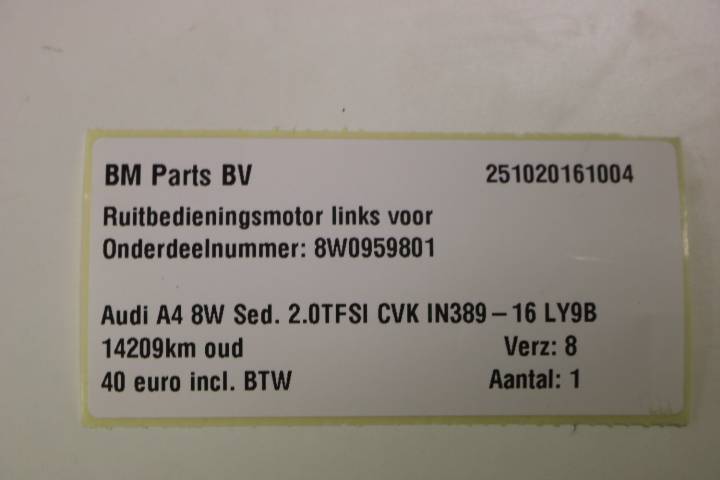 BM Parts BV 251020161004
Ruitbedieningsmotor links voor
Onderdeelnummer: 8W0959801
Audi A4 8W Sed. 2.0TFSI CVK IN389-16 LY9B
14209km oud Verz: 8
40 euro incl. BTW Aantal: 1